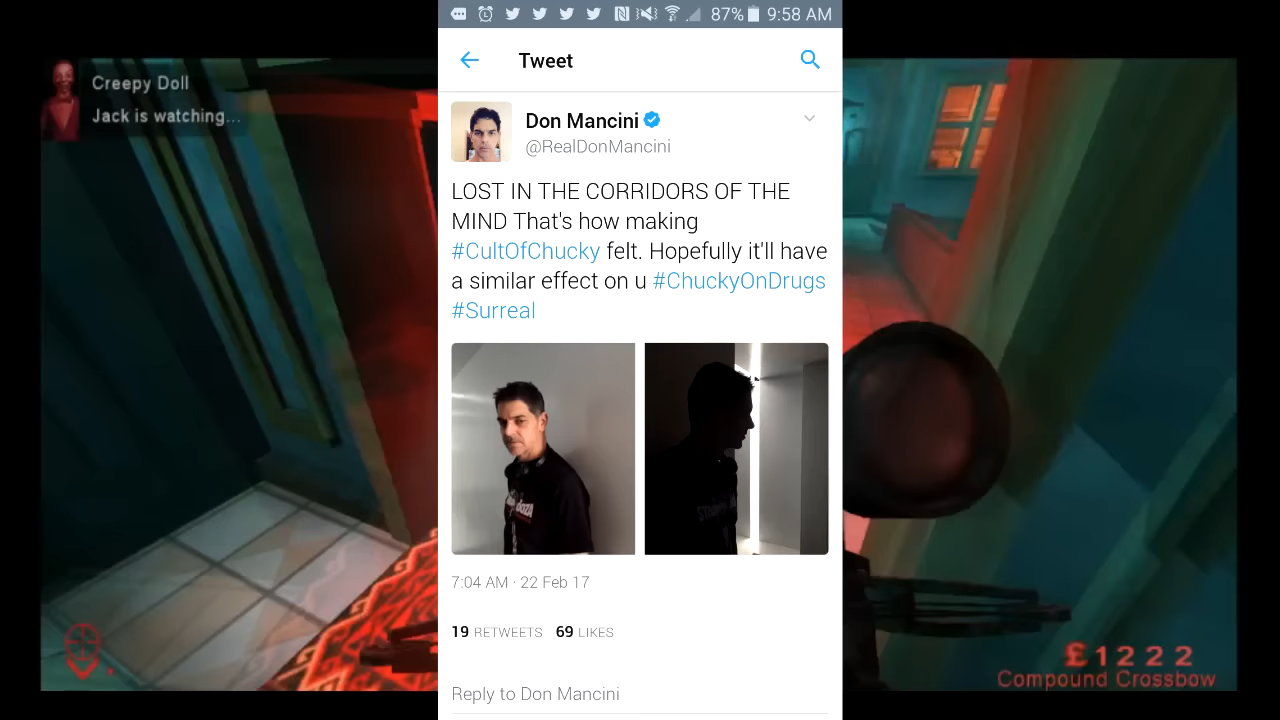 87% 9:58 AM
Tweet
Creepy Doll
Jack is watching...
Don Mancini
@RealDonMancini
LOST IN THE CORRIDORS OF THE
MIND That's how making
#CultOfChucky felt. Hopefully it'll have
a similar effect on u #ChuckyOnDrugs
#Surreal
7:04 AM · 22 Feb 17
19 RETWEETS 69 LIKES
Reply to Don Mancini
£1222
Compound Crossbow